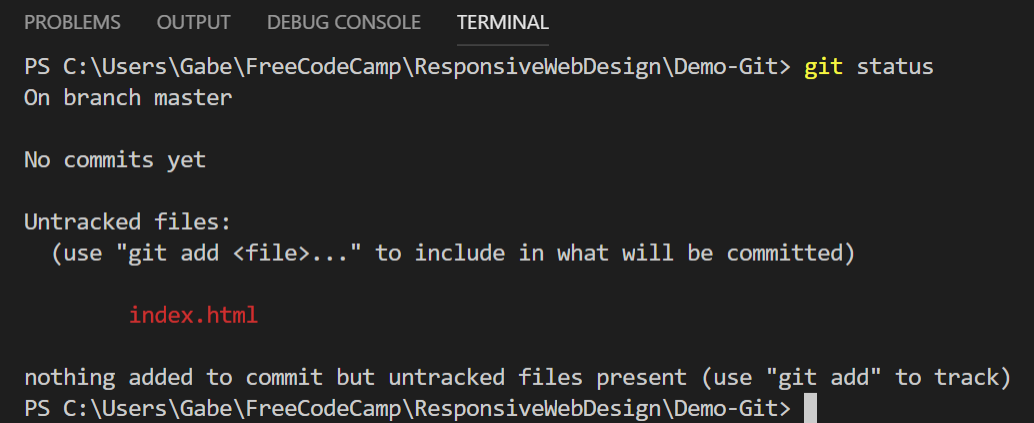 PROBLEMS OUTPUT DEBUG CONSOLE TERMINAL
PS C:\Users\Gabe\FreeCodeCamp\ResponsiveWebDesign\Demo-Git> git status
On branch master
No commits yet
Untracked files:
(use "git add <file>..." to include in what will be committed)
index.html
nothing added to commit but untracked files present (use "git add" to track)
PS C:\Users\Gabe\FreeCodeCamp\ResponsiveWebDesign\Demo-Git>